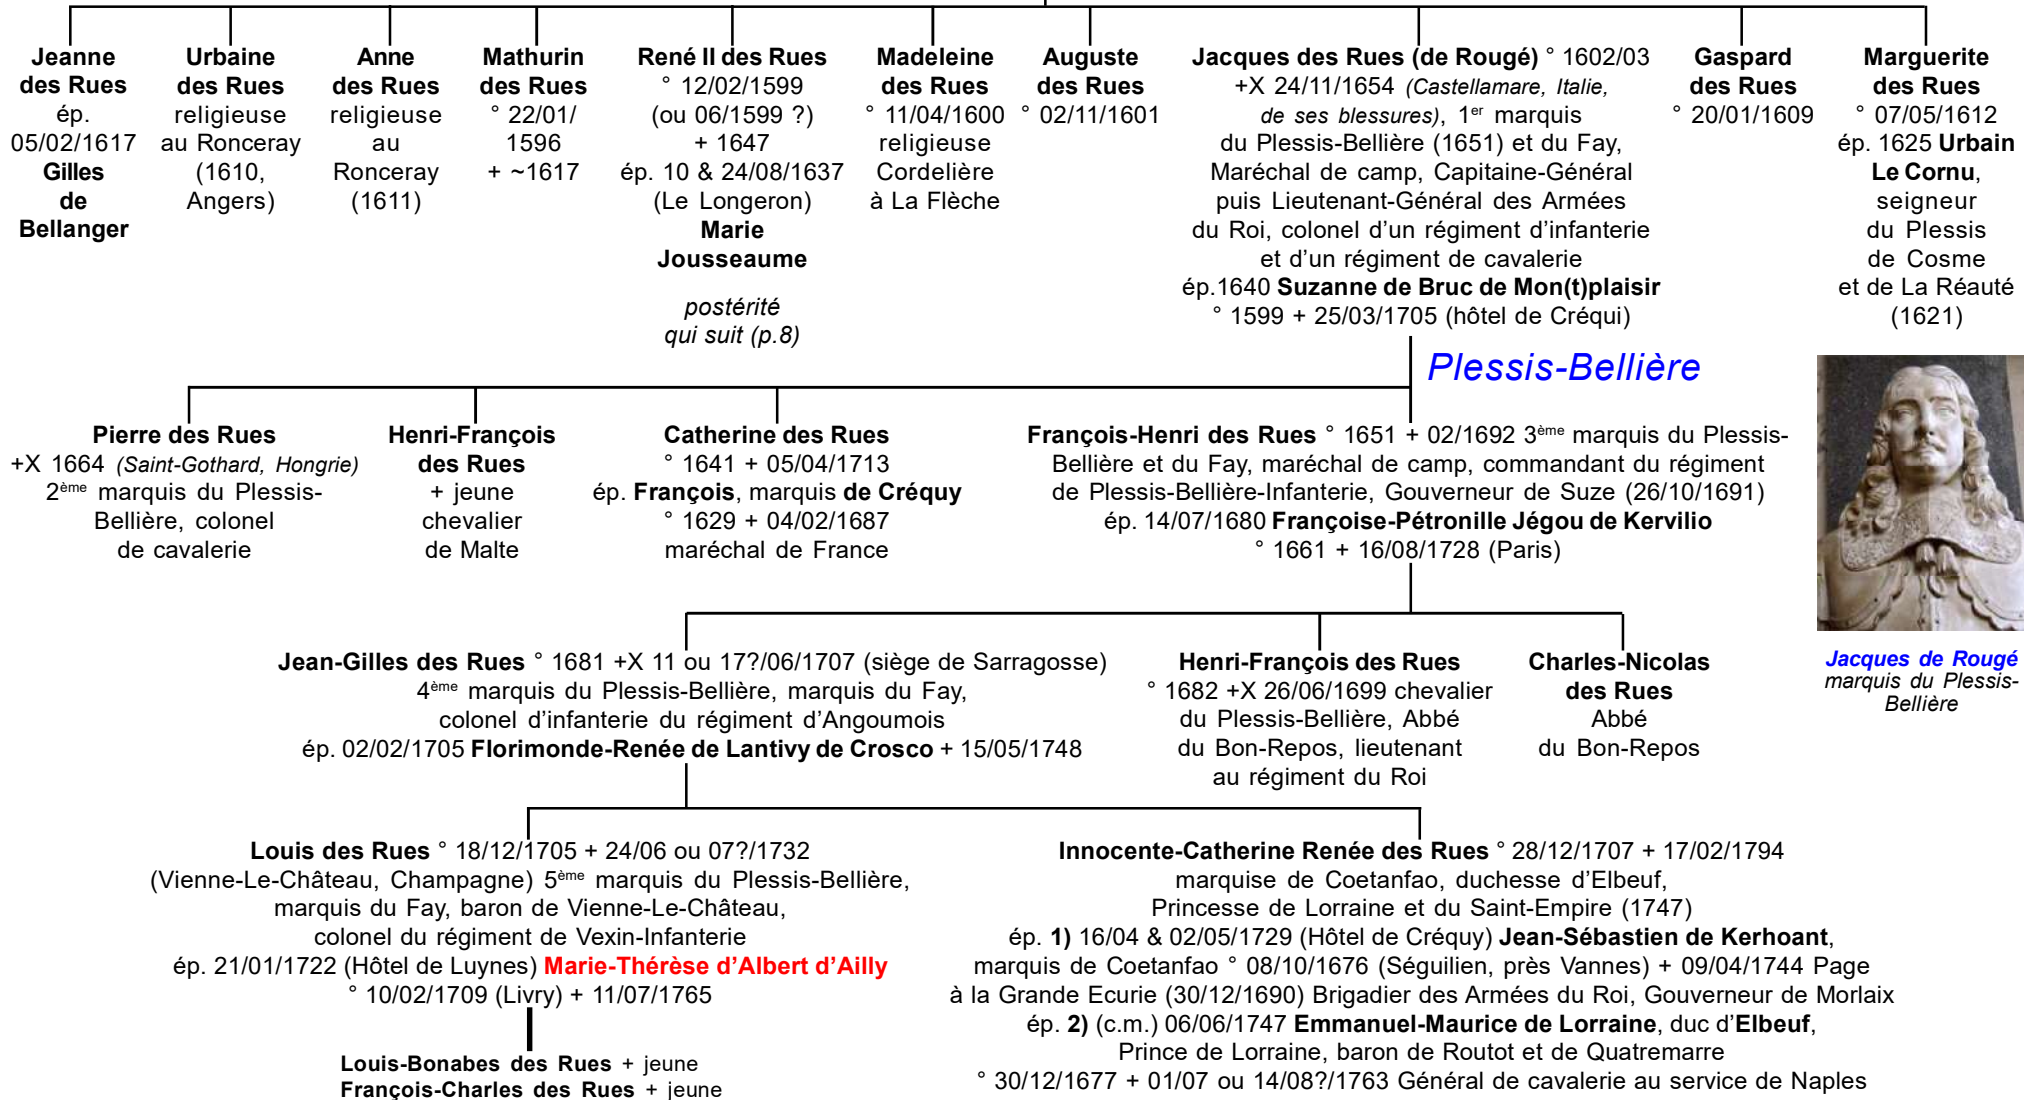 Jeanne
des Rues
ép.
05/02/1617
Gilles
de
Bellanger
Urbaine
des Rues
religieuse
au Ronceray
(1610,
Angers)
Anne
des Rues
religieuse
au
Ronceray
(1611)
Mathurin
des Rues
° 22/01/
1596
+ ~1617
René II des Rues
° 12/02/1599
(ou 06/1599 ?)
+ 1647
ép. 10 & 24/08/1637
(Le Longeron)
Marie
Jousseaume
postérité
qui suit (p.8)
Madeleine
des Rues
° 11/04/1600
religieuse
Cordelière
à La Flèche
Auguste
des Rues
° 02/11/1601
Jacques des Rues (de Rougé) ° 1602/03
+X 24/11/1654 (Castellamare, Italie,
de ses blessures), 1er marquis
du Plessis-Bellière (1651) et du Fay,
Maréchal de camp, Capitaine-Général
puis Lieutenant-Général des Armées
du Roi, colonel d'un régiment d'infanterie
et d'un régiment de cavalerie
ép.1640 Suzanne de Bruc de Mon(t)plaisir
° 1599 + 25/03/1705 (hôtel de Créqui)
Gaspard
des Rues
° 20/01/1609
Marguerite
des Rues
° 07/05/1612
ép. 1625 Urbain
Le Cornu,
seigneur
du Plessis
de Cosme
et de La Réauté
(1621)
Plessis-Bellière
Pierre des Rues
+X 1664 (Saint-Gothard, Hongrie)
2ème marquis du Plessis-
Bellière, colonel
de cavalerie
Henri-François
des Rues
+ jeune
chevalier
de Malte
Catherine des Rues
° 1641 + 05/04/1713
ép. François, marquis de Créquy
° 1629 + 04/02/1687
maréchal de France
François-Henri des Rues ° 1651 + 02/1692 3ème marquis du Plessis-
Bellière et du Fay, maréchal de camp, commandant du régiment
de Plessis-Bellière-Infanterie, Gouverneur de Suze (26/10/1691)
ép. 14/07/1680 Françoise-Pétronille Jégou de Kervilio
° 1661 + 16/08/1728 (Paris)
Jacques de Rougé
marquis du Plessis-
Bellière
Jean-Gilles des Rues ° 1681 +X 11 ou 17?/06/1707 (siège de Sarragosse)
4ème marquis du Plessis-Bellière, marquis du Fay,
colonel d'infanterie du régiment d'Angoumois
ép. 02/02/1705 Florimonde-Renée de Lantivy de Crosco + 15/05/1748
Henri-François des Rues
° 1682 +X 26/06/1699 chevalier
du Plessis-Bellière, Abbé
du Bon-Repos, lieutenant
au régiment du Roi
Charles-Nicolas
des Rues
Abbé
du Bon-Repos
Louis des Rues ° 18/12/1705 + 24/06 ou 07?/1732
(Vienne-Le-Château, Champagne) 5ème marquis du Plessis-Bellière,
marquis du Fay, baron de Vienne-Le-Château,
colonel du régiment de Vexin-Infanterie
ép. 21/01/1722 (Hôtel de Luynes) Marie-Thérèse d'Albert d'Ailly
° 10/02/1709 (Livry) + 11/07/1765
Louis-Bonabes des Rues + jeune
François-Charles des Rues + jeune
Innocente-Catherine Renée des Rues ° 28/12/1707 + 17/02/1794
marquise de Coetanfao, duchesse d'Elbeuf,
Princesse de Lorraine et du Saint-Empire (1747)
ép. 1) 16/04 & 02/05/1729 (Hôtel de Créquy) Jean-Sébastien de Kerhoant,
marquis de Coetanfao ° 08/10/1676 (Séguilien, près Vannes) + 09/04/1744 Page
à la Grande Ecurie (30/12/1690) Brigadier des Armées du Roi, Gouverneur de Morlaix
ép. 2) (c.m.) 06/06/1747 Emmanuel-Maurice de Lorraine, duc d'Elbeuf,
Prince de Lorraine, baron de Routot et de Quatremarre
° 30/12/1677 + 01/07 ou 14/08?/1763 Général de cavalerie au service de Naples